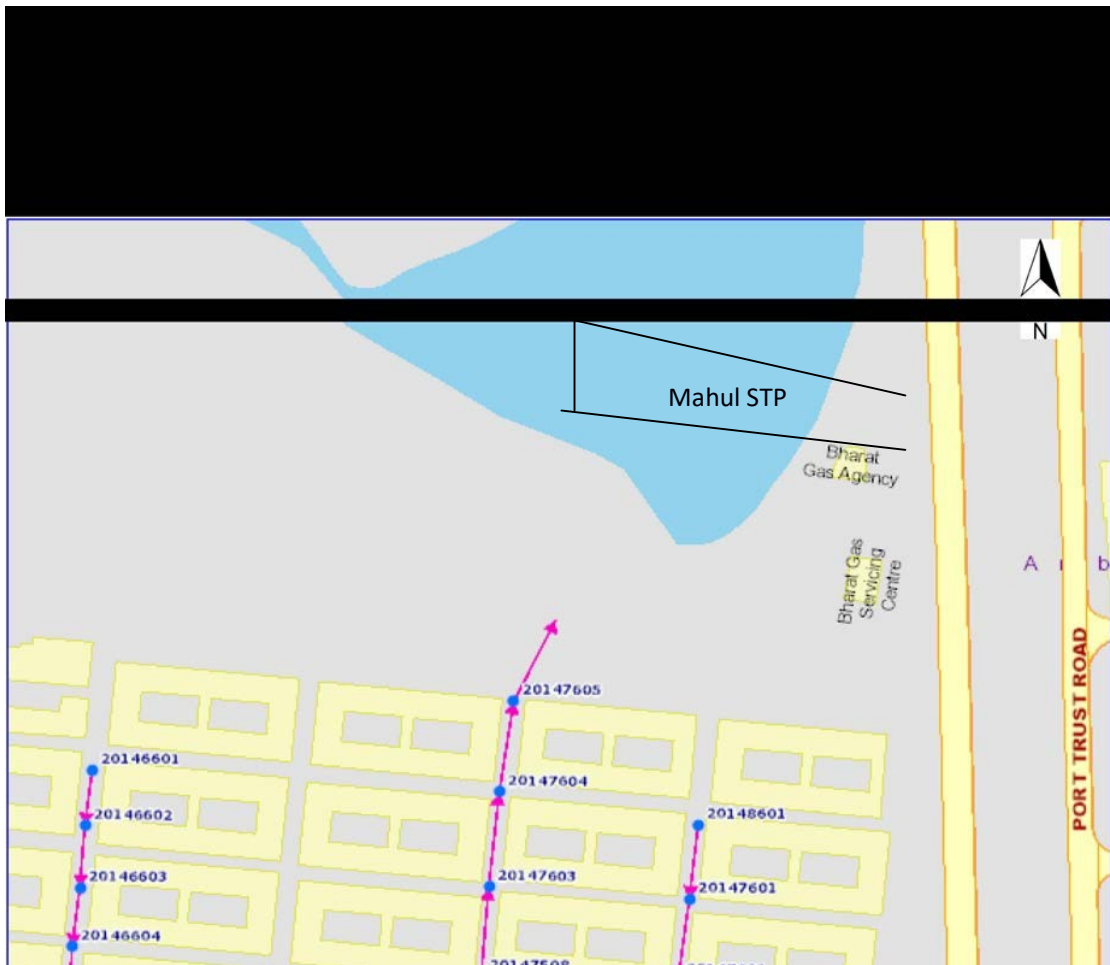 N
Mahul STP
Bharat
Gas Agency
Bharat Gas
Servicing
Centre
PORT TRUST ROAD
20147605
20146601
20147604
20146602
20148601
20146603
20147603
20147601
20146604